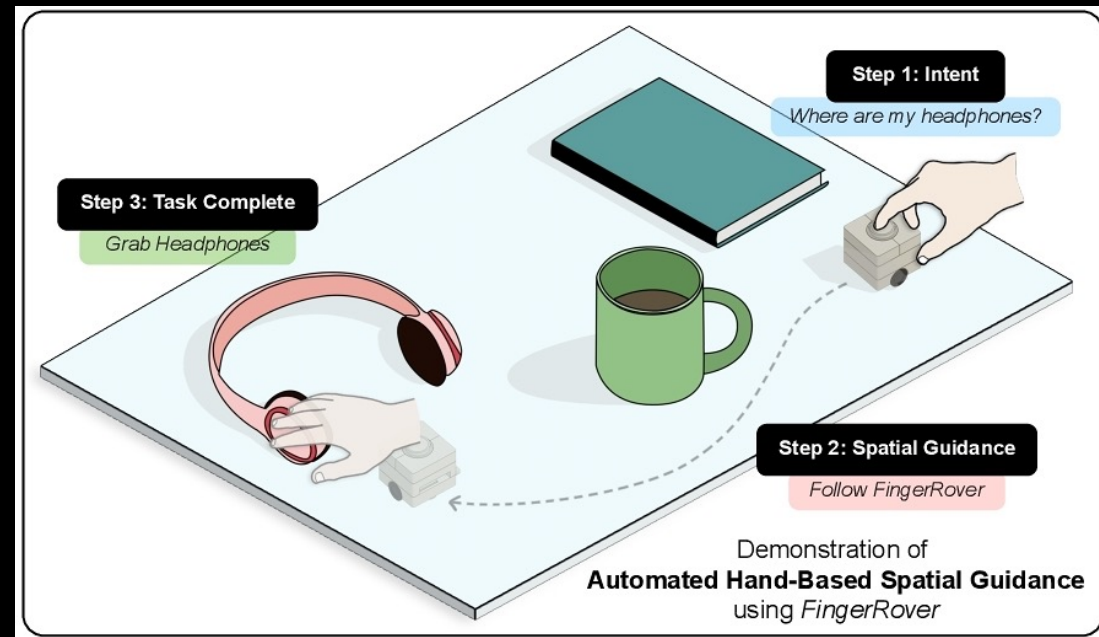 Step 1: Intent
Where are my headphones?
Step 3: Task Complete
Grab Headphones
Step 2: Spatial Guidance
Follow FingerRover
Demonstration of
Automated Hand-Based Spatial Guidance
using FingerRover